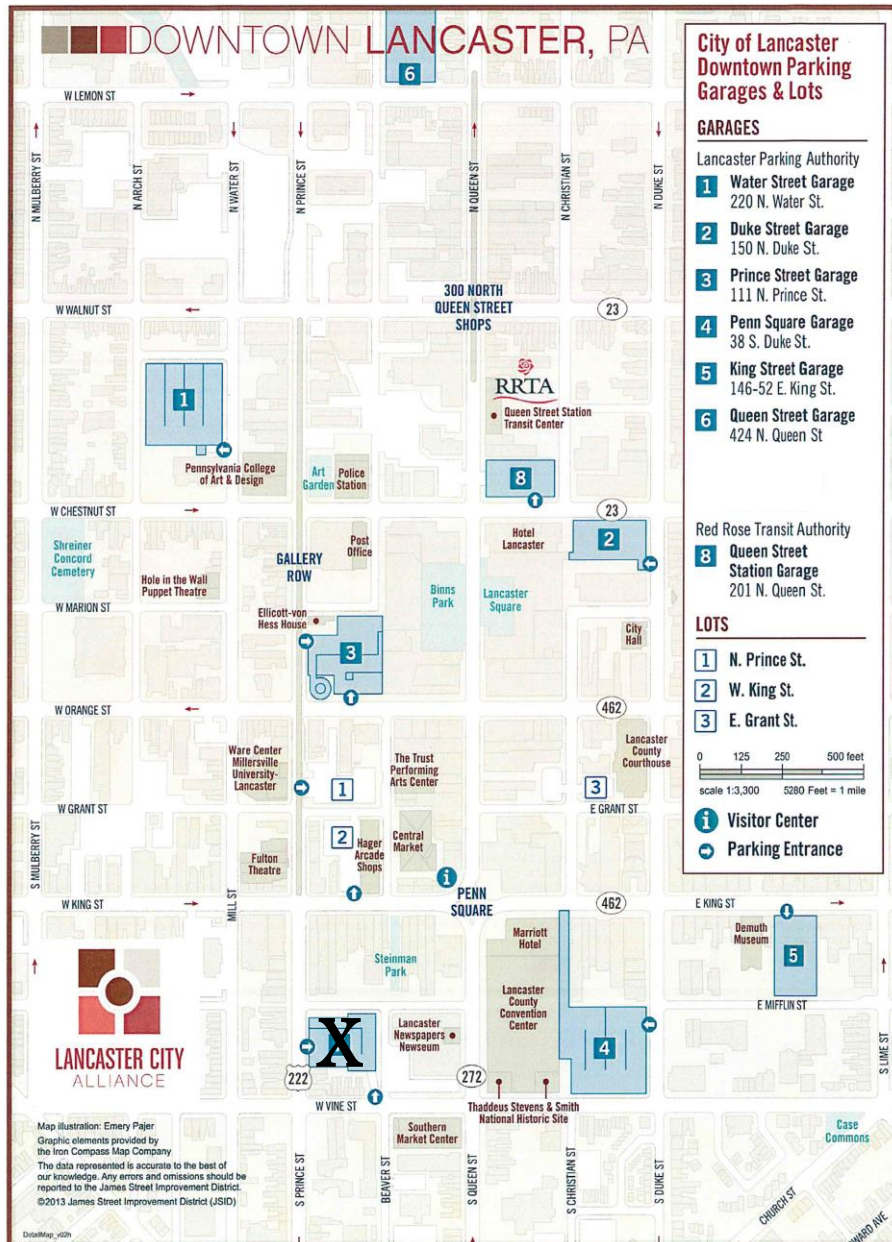 DOWNTOWN LANCASTER, PA
6
W LEMON ST
N MULBERRY ST
N ARCH ST
N WATER ST
N PRINCE ST
N QUEEN ST
N CHRISTIAN ST
N DUKE ST
300 NORTH
QUEEN STREET
SHOPS
W WALNUT ST
23
1
RRTA
Queen Street Station
Transit Center
Pennsylvania College
of Art & Design
Art
Garden
Police
Station
8
W CHESTNUT ST
23
Shreiner
Concord
Cemetery
Hole in the Wall
Puppet Theatre
GALLERY
ROW
Post
Office
Hotel
Lancaster
2
Binns
Park
Lancaster
Square
W MARION ST
Ellicott-von
Hess House
3
City
Hall
W ORANGE ST
462
Ware Center
Millersville
University-
Lancaster
1
The Trust
Performing
Arts Center
Lancaster
County
Courthouse
3
W GRANT ST
E GRANT ST
S MULBERRY ST
2
Fulton
Theatre
Hager
Arcade
Shops
Central
Market
i
W KING ST
MILL ST
PENN
SQUARE
462
E KING ST
Marriott
Hotel
Demuth
Museum
5
Steinman
Park
Lancaster
County
Convention
Center
E MIFFLIN ST
X
Lancaster
Newspapers
Newseum
4
222
272
W VINE ST
S LIME ST
Thaddeus Stevens & Smith
National Historic Site
Southern
Market Center
Case
Commons
S PRINCE ST
BEAVER ST
S QUEEN ST
S CHRISTIAN ST
S DUKE ST
CHURCH ST
LANCASTER CITY
ALLIANCE
Map illustration: Emery Pajer
Graphic elements provided by
the Iron Compass Map Company
The data represented is accurate to the best of
our knowledge. Any errors and omissions should be
reported to the James Street Improvement District.
©2013 James Street Improvement District (JSID)
DetailMap_v02h
City of Lancaster
Downtown Parking
Garages & Lots
GARAGES
Lancaster Parking Authority
1 Water Street Garage
220 N. Water St.
2 Duke Street Garage
150 N. Duke St.
3 Prince Street Garage
111 N. Prince St.
4 Penn Square Garage
38 S. Duke St.
5 King Street Garage
146-52 E. King St.
6 Queen Street Garage
424 N. Queen St
Red Rose Transit Authority
8 Queen Street
Station Garage
201 N. Queen St.
LOTS
1 N. Prince St.
2 W. King St.
3 E. Grant St.
0 125 250 500 feet
scale 1:3,300 5280 Feet = 1 mile
i Visitor Center
Parking Entrance